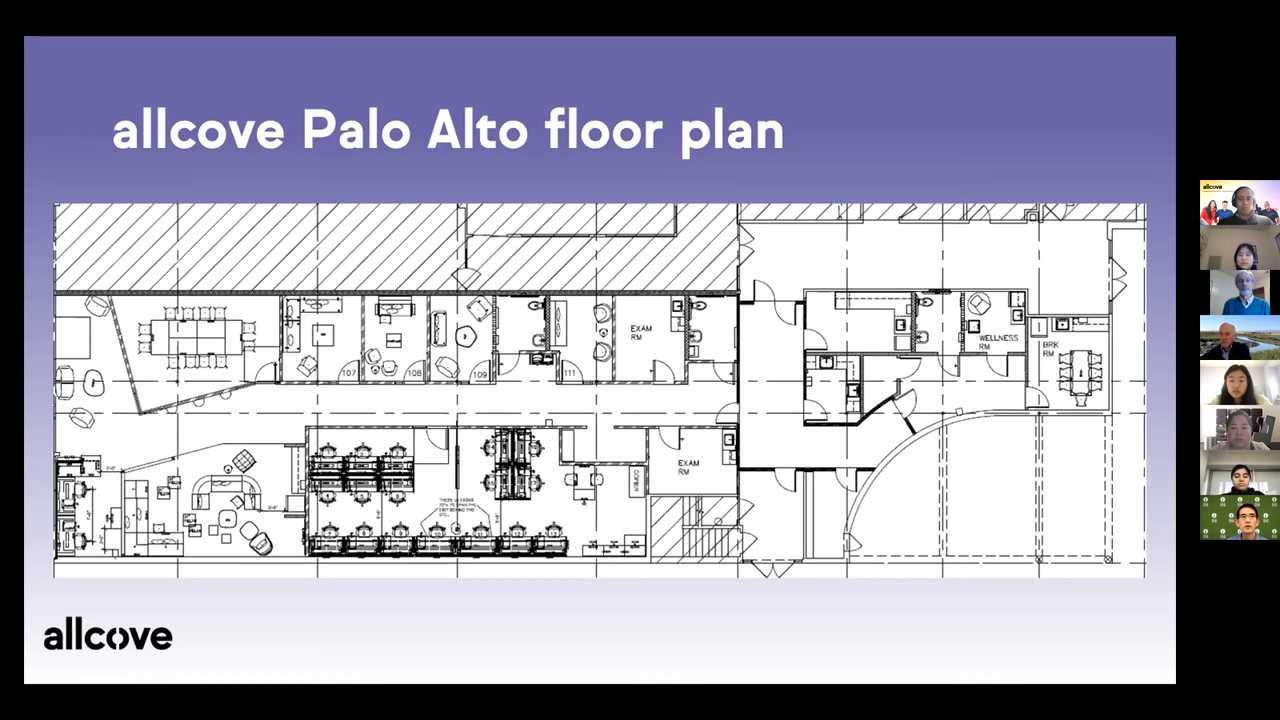 allcove Palo Alto floor plan
allcove
EXAM
RM
107
108
109
111
WELLNESS
RM
BRK
RM
EXAM
RM
COPIER
allcove